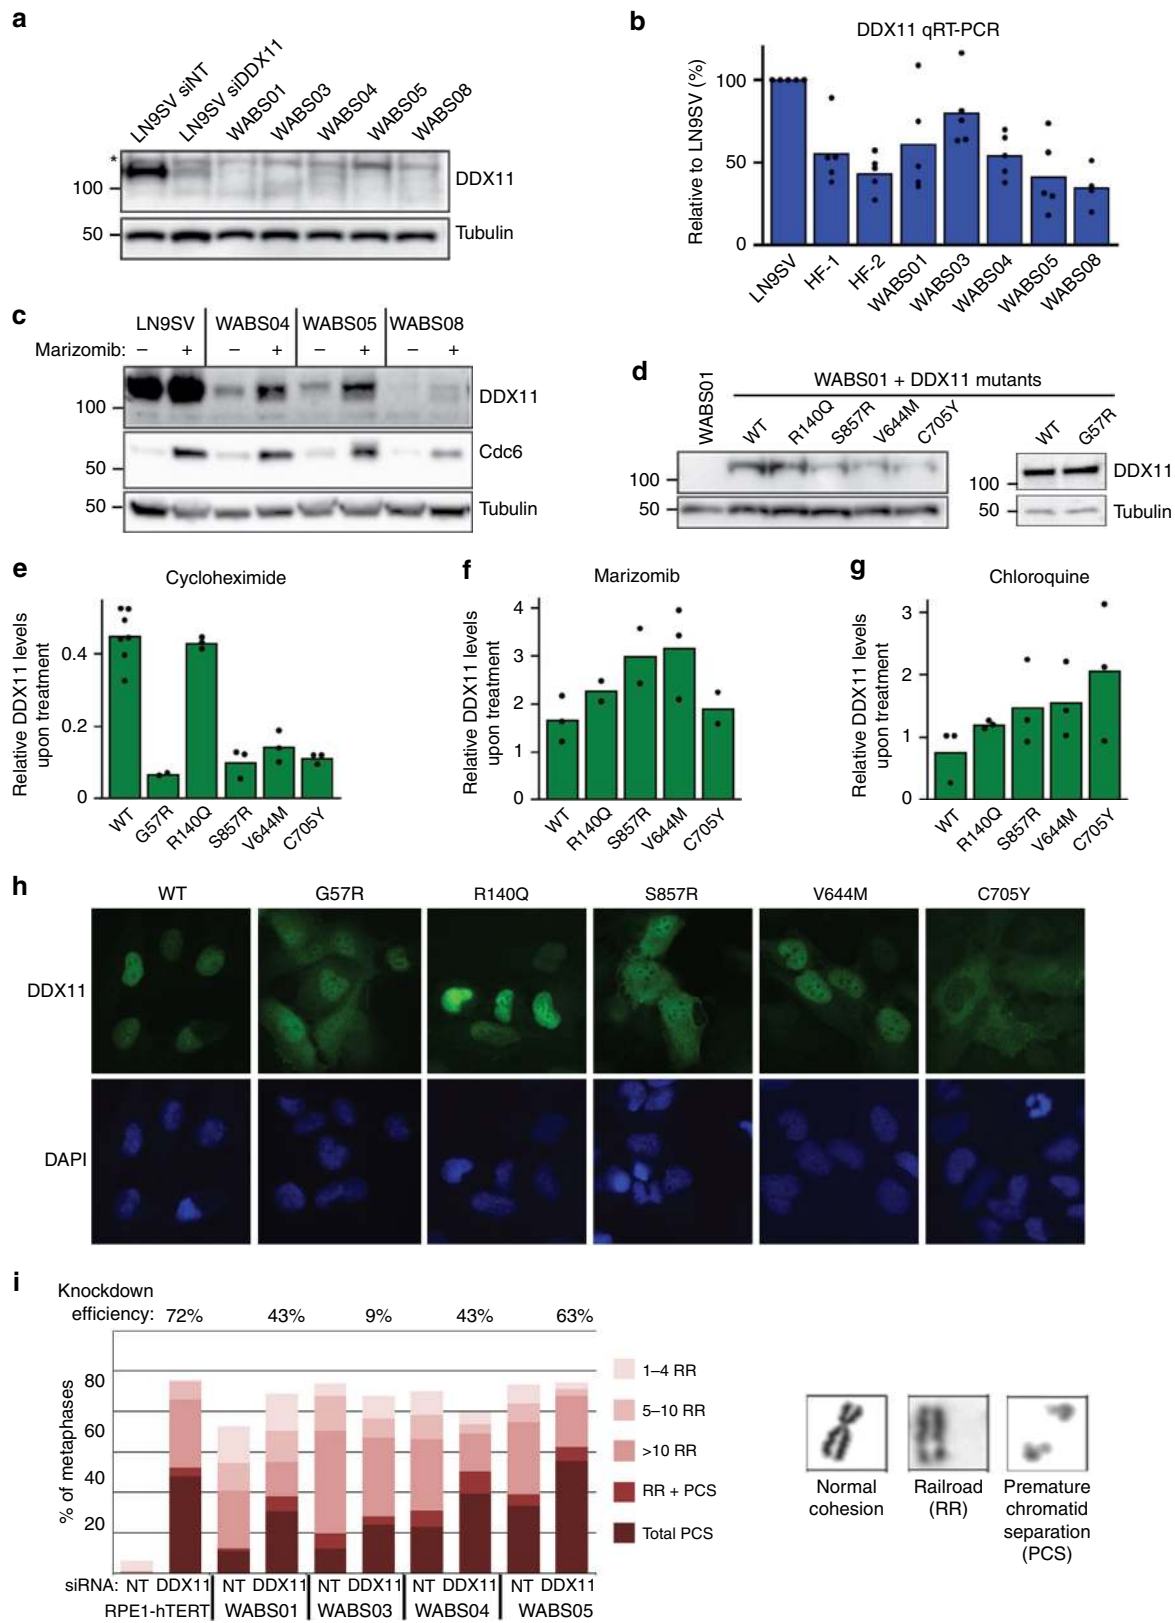 a
LN9SV siNT
LN9SV siDDX11
WABS01
WABS03
WABS04
WABS05
WABS08
*
100
DDX11
50
Tubulin
b
DDX11 qRT-PCR
Relative to LN9SV (%)
100
50
0
LN9SV
HF-1
HF-2
WABS01
WABS03
WABS04
WABS05
WABS08
c
LN9SV WABS04 WABS05 WABS08
Marizomib: – + – + – + – +
100
DDX11
50
Cdc6
50
Tubulin
d
WABS01
WABS01 + DDX11 mutants
WT
R140Q
S857R
V644M
C705Y
WT
G57R
100
100
DDX11
50
50
Tubulin
e
Cycloheximide
Relative DDX11 levels
upon treatment
0.4
0.2
0
WT
G57R
R140Q
S857R
V644M
C705Y
f
Marizomib
Relative DDX11 levels
upon treatment
4
3
2
1
0
WT
R140Q
S857R
V644M
C705Y
g
Chloroquine
Relative DDX11 levels
upon treatment
3
2
1
0
WT
R140Q
S857R
V644M
C705Y
h
WT G57R R140Q S857R V644M C705Y
DDX11
DAPI
i
Knockdown
efficiency: 72% 43% 9% 43% 63%
% of metaphases
80
60
40
20
1–4 RR
5–10 RR
>10 RR
RR + PCS
Total PCS
siRNA: NT DDX11 NT DDX11 NT DDX11 NT DDX11 NT DDX11
RPE1-hTERT WABS01 WABS03 WABS04 WABS05
Normal
cohesion
Railroad
(RR)
Premature
chromatid
separation
(PCS)